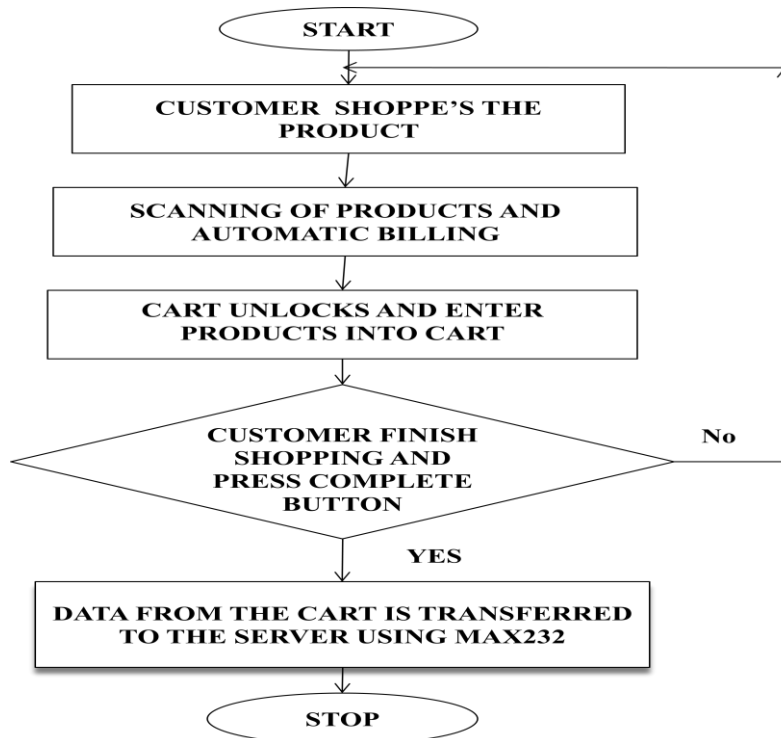 START
CUSTOMER SHOPPE’S THE
PRODUCT
SCANNING OF PRODUCTS AND
AUTOMATIC BILLING
CART UNLOCKS AND ENTER
PRODUCTS INTO CART
CUSTOMER FINISH
SHOPPING AND
PRESS COMPLETE
BUTTON
No
YES
DATA FROM THE CART IS TRANSFERRED
TO THE SERVER USING MAX232
STOP